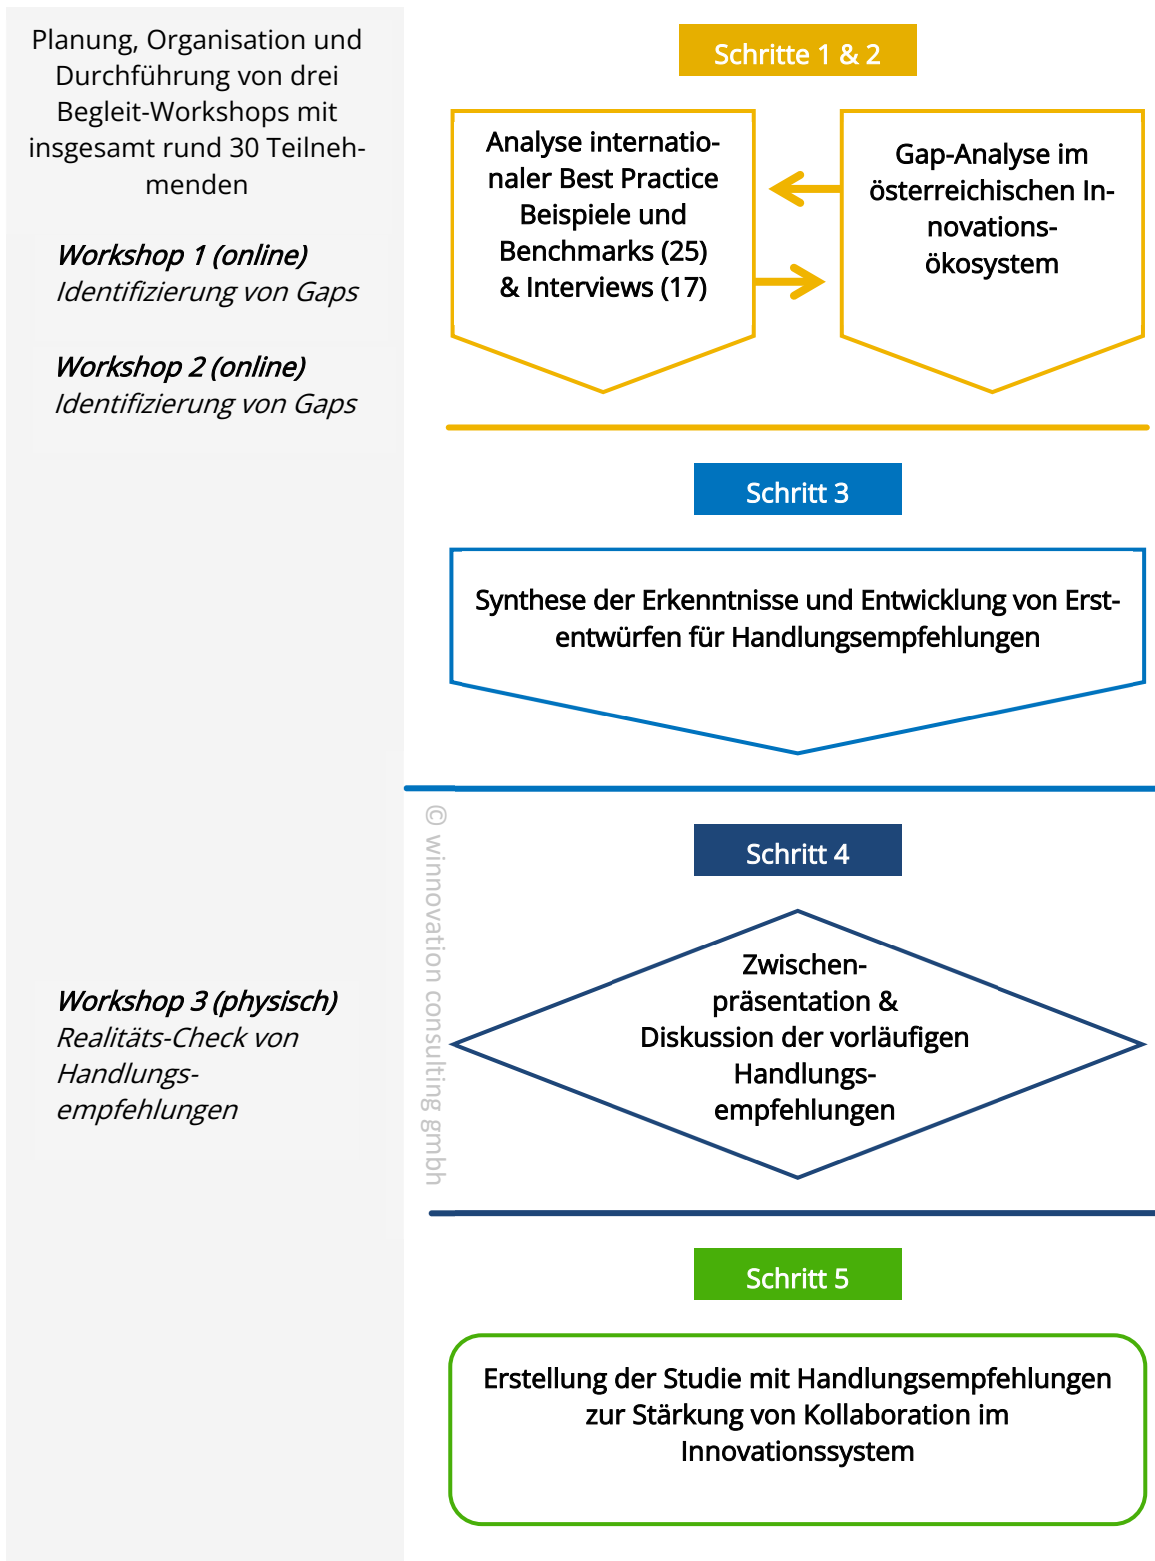 Planung, Organisation und
Durchführung von drei
Begleit-Workshops mit
insgesamt rund 30 Teilneh-
menden
Workshop 1 (online)
Identifizierung von Gaps
Workshop 2 (online)
Identifizierung von Gaps
Workshop 3 (physisch)
Realitäts-Check von
Handlungs-
empfehlungen
Schritte 1 & 2
Analyse internatio-
naler Best Practice
Beispiele und
Benchmarks (25)
& Interviews (17)
Gap-Analyse im
österreichischen In-
novations-
ökosystem
Schritt 3
Synthese der Erkenntnisse und Entwicklung von Erst-
entwürfen für Handlungsempfehlungen
© winnovation consulting gmbh
Schritt 4
Zwischen-
präsentation &
Diskussion der vorläufigen
Handlungs-
empfehlungen
Schritt 5
Erstellung der Studie mit Handlungsempfehlungen
zur Stärkung von Kollaboration im
Innovationssystem